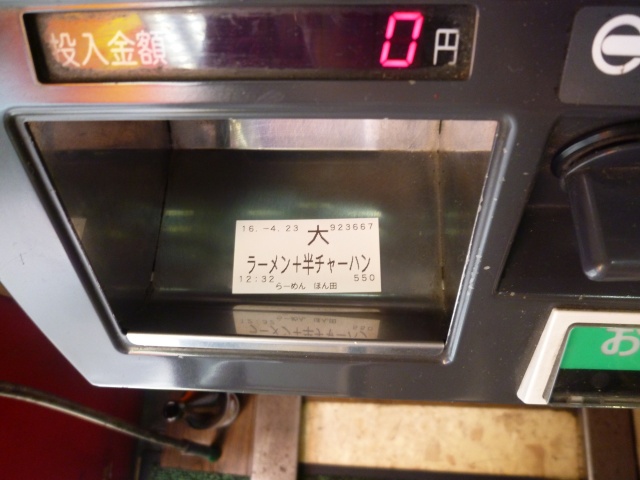 投入金額 0円
16.-4.23 大 923667
ラーメン+半チャーハン
12:32 550
らーめん ほん田
お